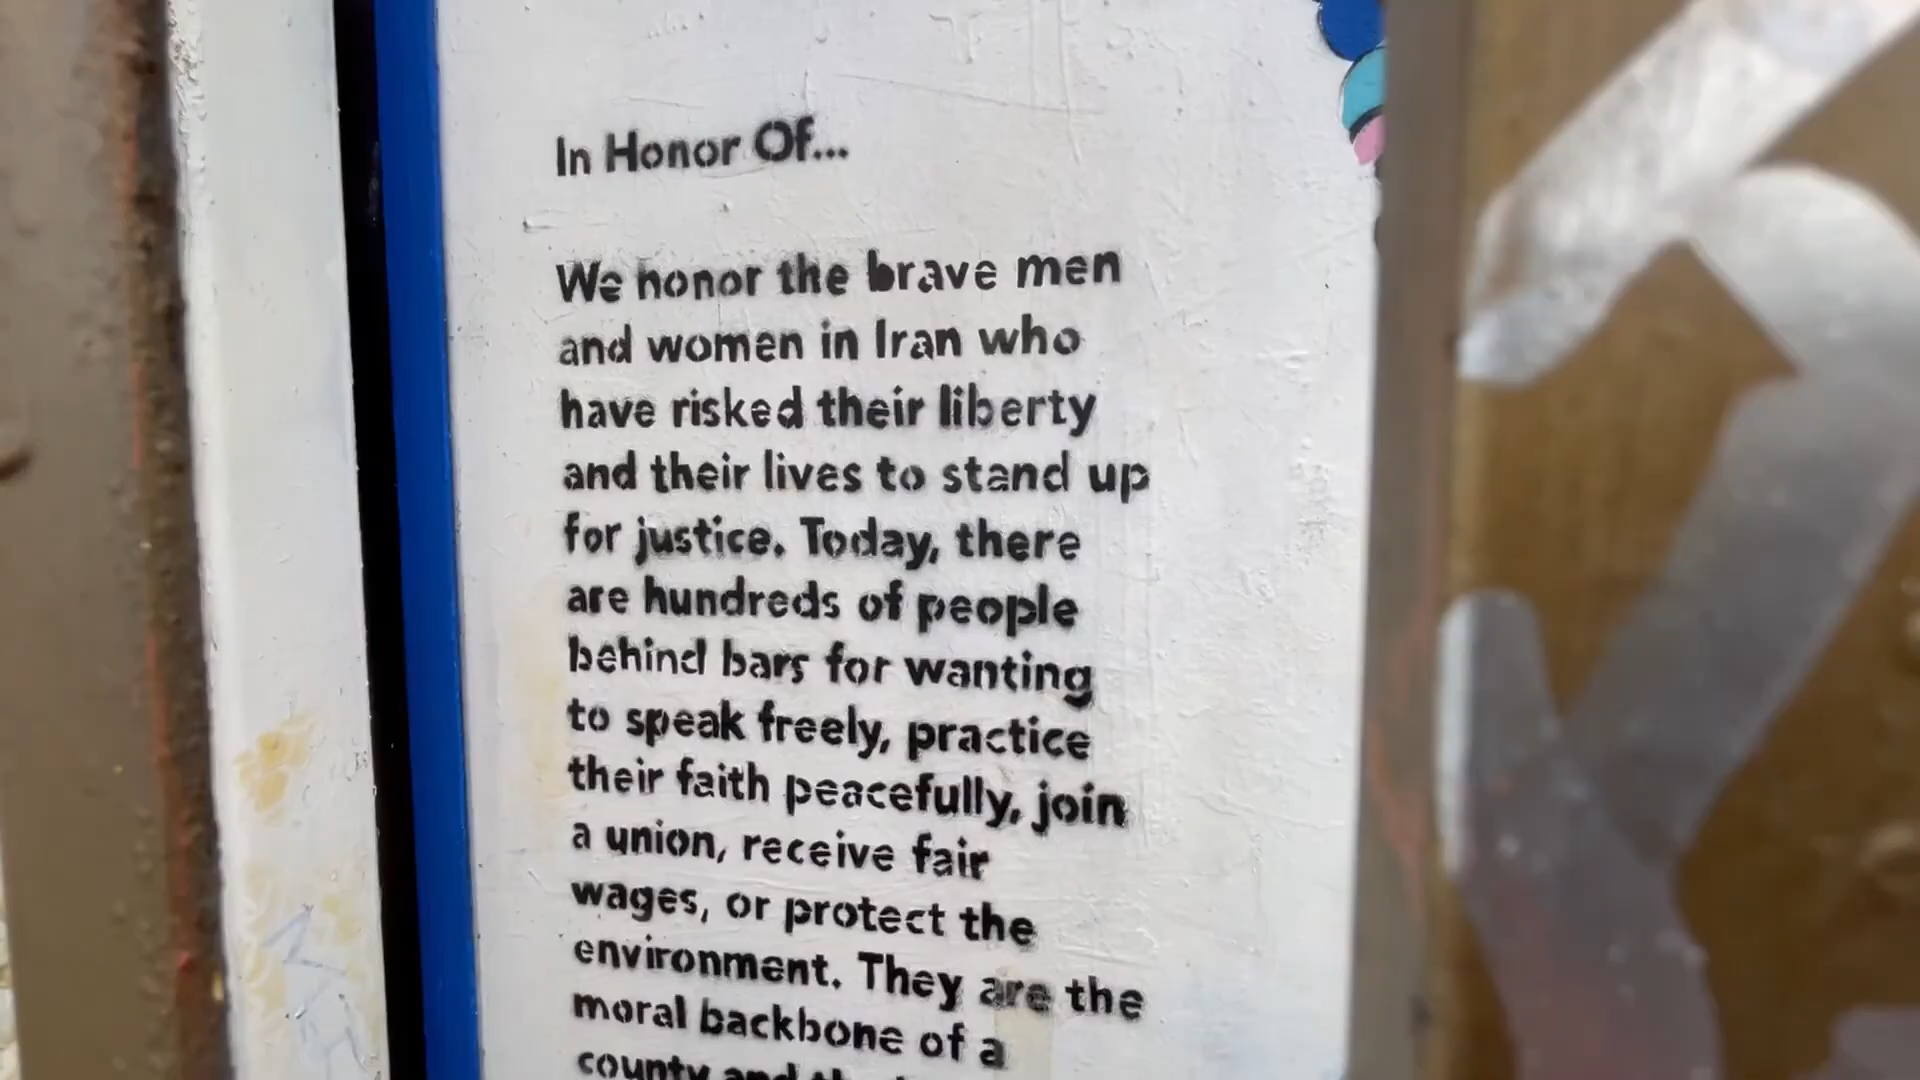 In Honor Of...
We honor the brave men
and women in Iran who
have risked their liberty
and their lives to stand up
for justice. Today, there
are hundreds of people
behind bars for wanting
to speak freely, practice
their faith peacefully, join
a union, receive fair
wages, or protect the
environment. They are the
moral backbone of a
county and